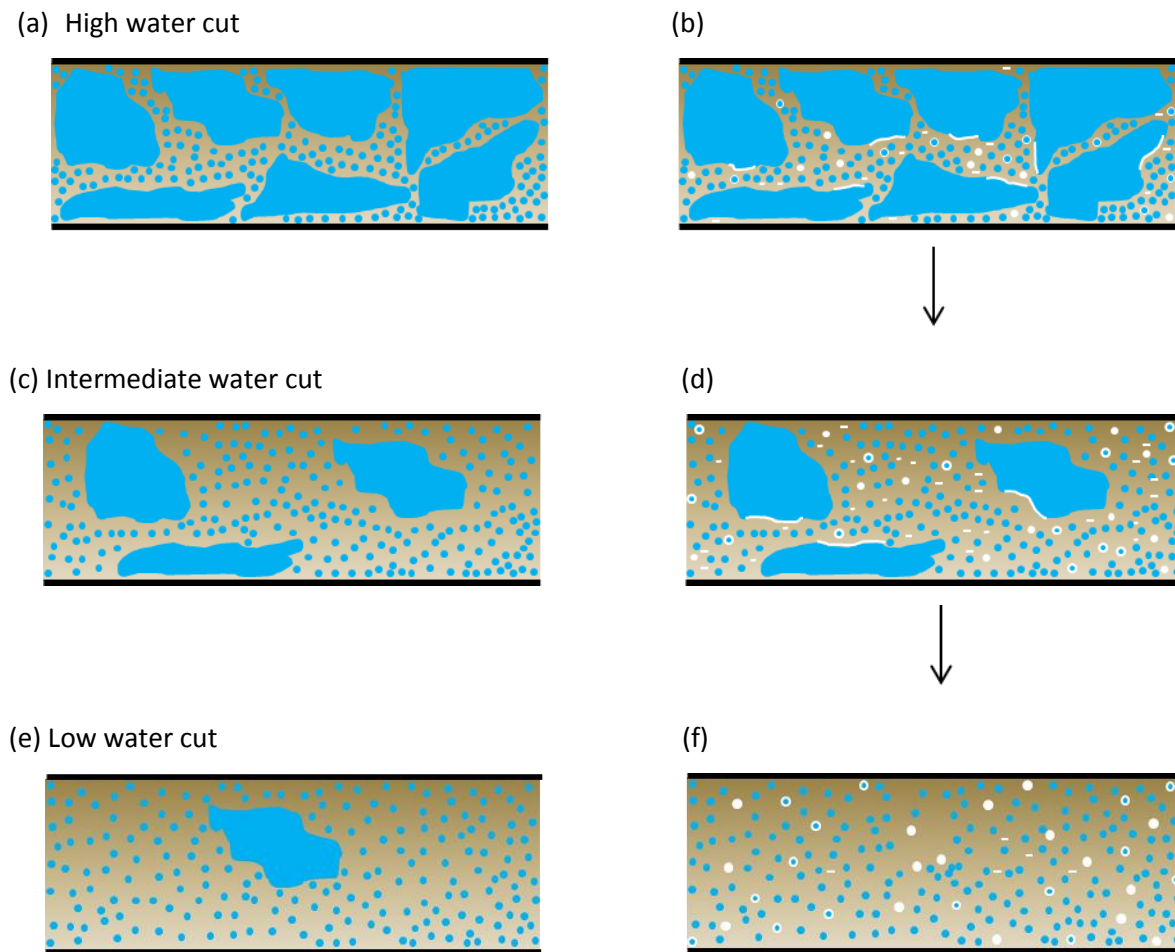 (a) High water cut
(b)
(c) Intermediate water cut
(d)
(e) Low water cut
(f)